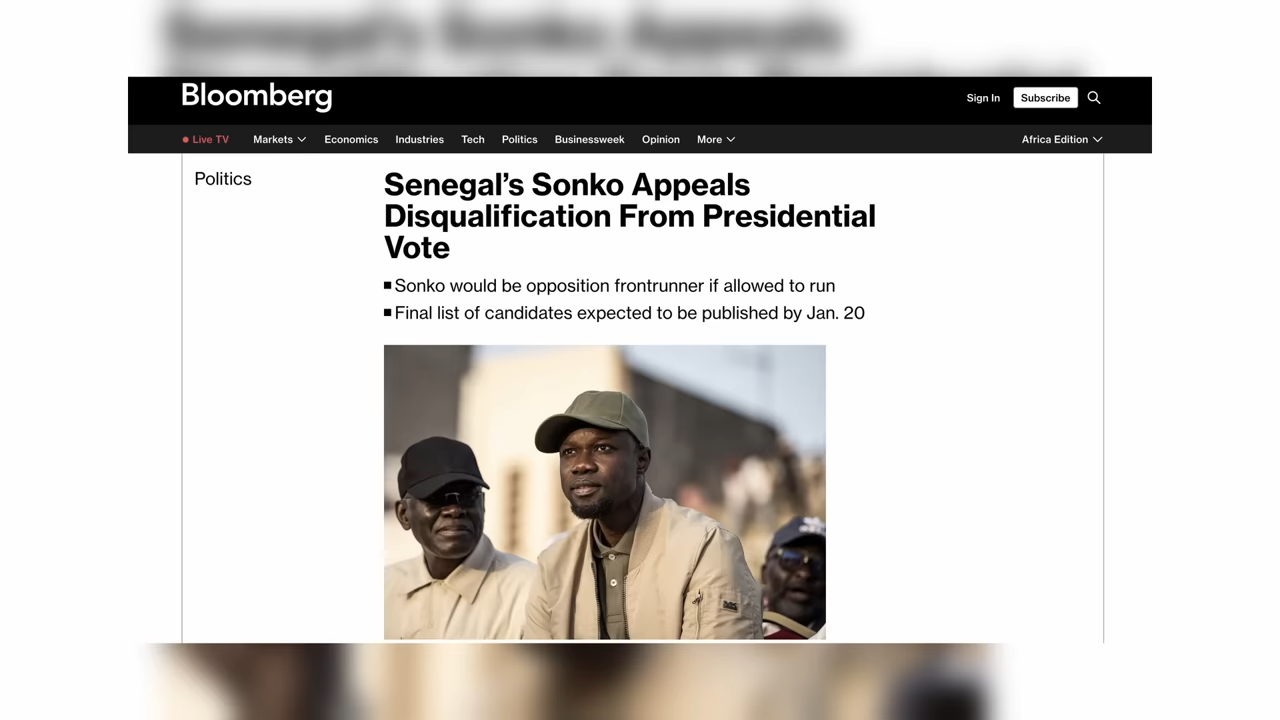 Bloomberg
Sign In
Subscribe
Live TV
Markets
Economics
Industries
Tech
Politics
Businessweek
Opinion
More
Africa Edition
Politics
Senegal’s Sonko Appeals
Disqualification From Presidential
Vote
Sonko would be opposition frontrunner if allowed to run
Final list of candidates expected to be published by Jan. 20